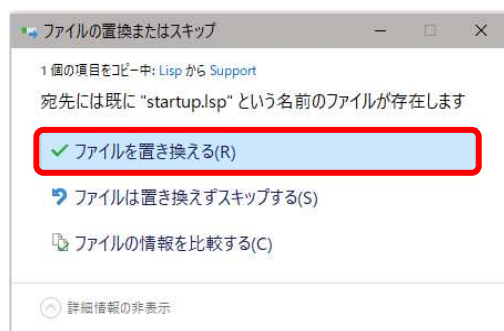 ファイルの置換またはスキップ
1 個の項目をコピー中: Lisp から Support
宛先には既に "startup.lsp" という名前のファイルが存在します
ファイルを置き換える(R)
ファイルは置き換えずスキップする(S)
ファイルの情報を比較する(C)
詳細情報の非表示